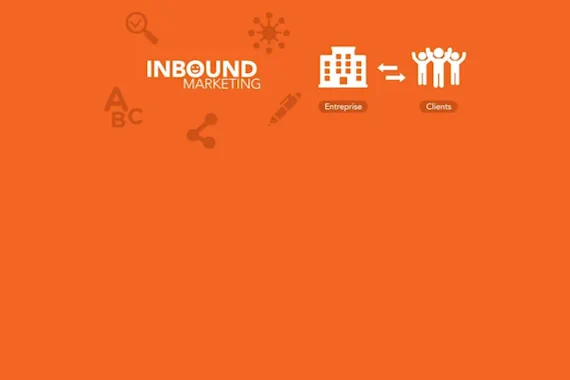 INBOUND
MARKETING
A
B C
Entreprise
Clients